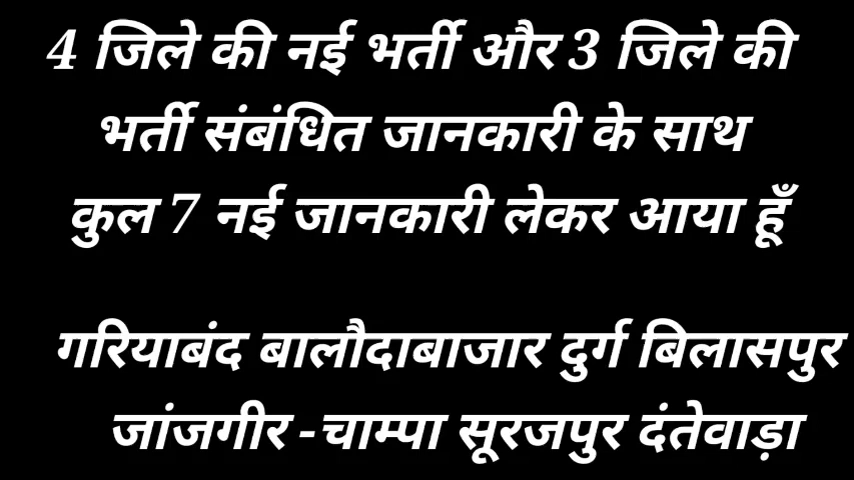 4 जिले की नई भर्ती और 3 जिले की
भर्ती संबंधित जानकारी के साथ
कुल 7 नई जानकारी लेकर आया हूँ
गरियाबंद बालौदाबाजार दुर्ग बिलासपुर
जांजगीर -चाम्पा सूरजपुर दंतेवाड़ा